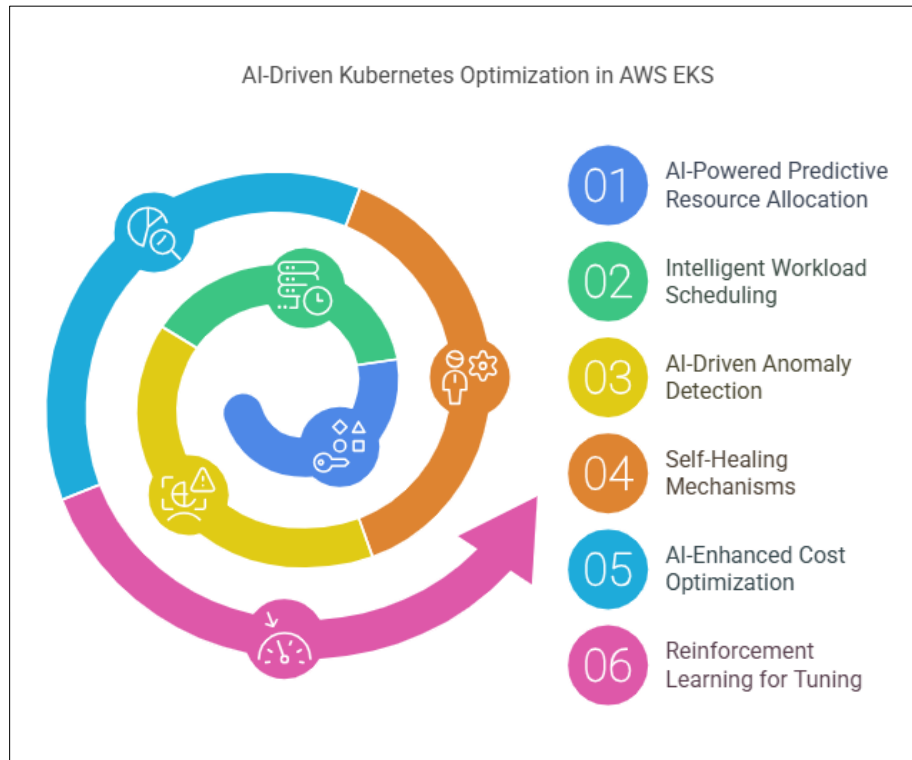 AI-Driven Kubernetes Optimization in AWS EKS
01
AI-Powered Predictive
Resource Allocation
02
Intelligent Workload
Scheduling
03
AI-Driven Anomaly
Detection
04
Self-Healing
Mechanisms
05
AI-Enhanced Cost
Optimization
06
Reinforcement
Learning for Tuning